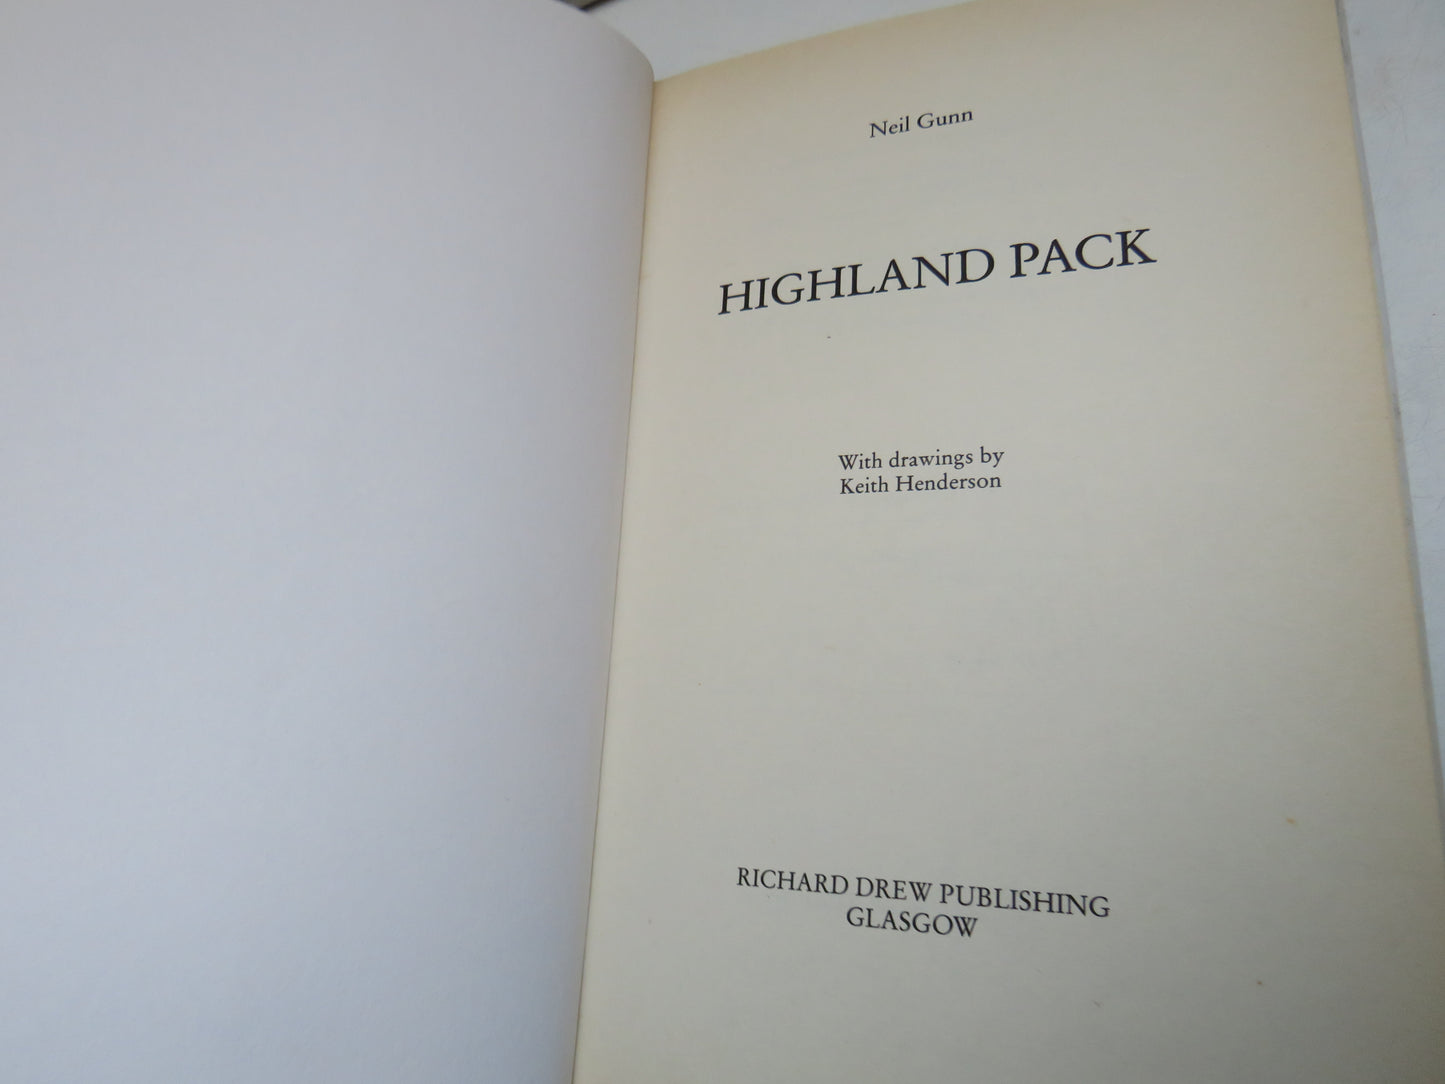 Neil Gunn
HIGHLAND PACK
With drawings by
Keith Henderson
RICHARD DREW PUBLISHING
GLASGOW